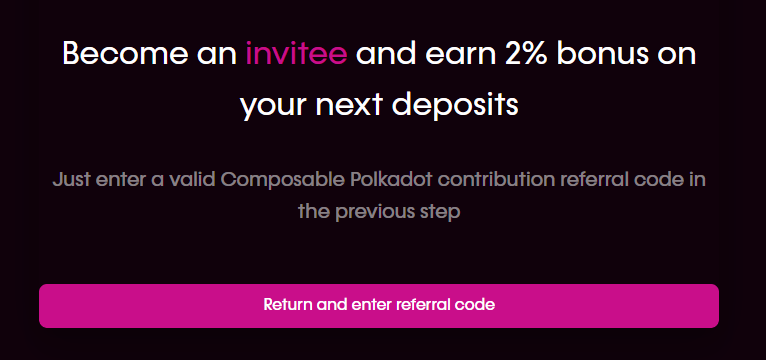 Become an invitee and earn 2% bonus on
your next deposits
Just enter a valid Composable Polkadot contribution referral code in
the previous step
Return and enter referral code